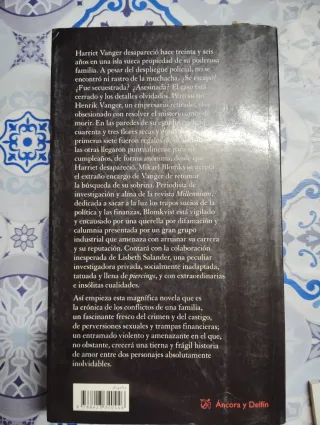 Harriet Vanger desapareció hace treinta y seis
años en una isla sueca propiedad de su poderosa
familia. A pesar del despliegue policial, no se
encontró ni rastro de la muchacha. ¿Se escapó?
¿Fue secuestrada? ¿Asesinada? El caso está
cerrado y los detalles olvidados. Pero su tío
Henrik Vanger, un empresario retirado, vive
obsesionado con resolver el misterio antes de
morir. En las paredes de su estudio cuelgan
cuarenta y tres flores secas y enmarcadas. Las
primeras siete fueron regalos de su sobrina;
las otras llegaron puntualmente para su
cumpleaños, de forma anónima, desde que
Harriet desapareció. Mikael Blomkvist acepta
el extraño encargo de Vanger de retomar
la búsqueda de su sobrina. Periodista de
investigación y alma de la revista Millennium,
dedicada a sacar a la luz los trapos sucios de la
política y las finanzas, Blomkvist está vigilado y
encausado por una querella por difamación y
calumnia presentada por un gran grupo
industrial que amenaza con arruinar su carrera
y su reputación. Contará con la colaboración
inesperada de Lisbeth Salander, una peculiar
investigadora privada, socialmente inadaptada,
tatuada y llena de piercings, y con extraordinarias
e insólitas cualidades.
Así empieza esta magnífica novela que es
la crónica de los conflictos de una familia,
un fascinante fresco del crimen y del castigo,
de perversiones sexuales y trampas financieras;
un entramado violento y amenazante en el que,
no obstante, crecerá una tierna y frágil historia
de amor entre dos personajes absolutamente
inolvidables.
Áncora y Delfín